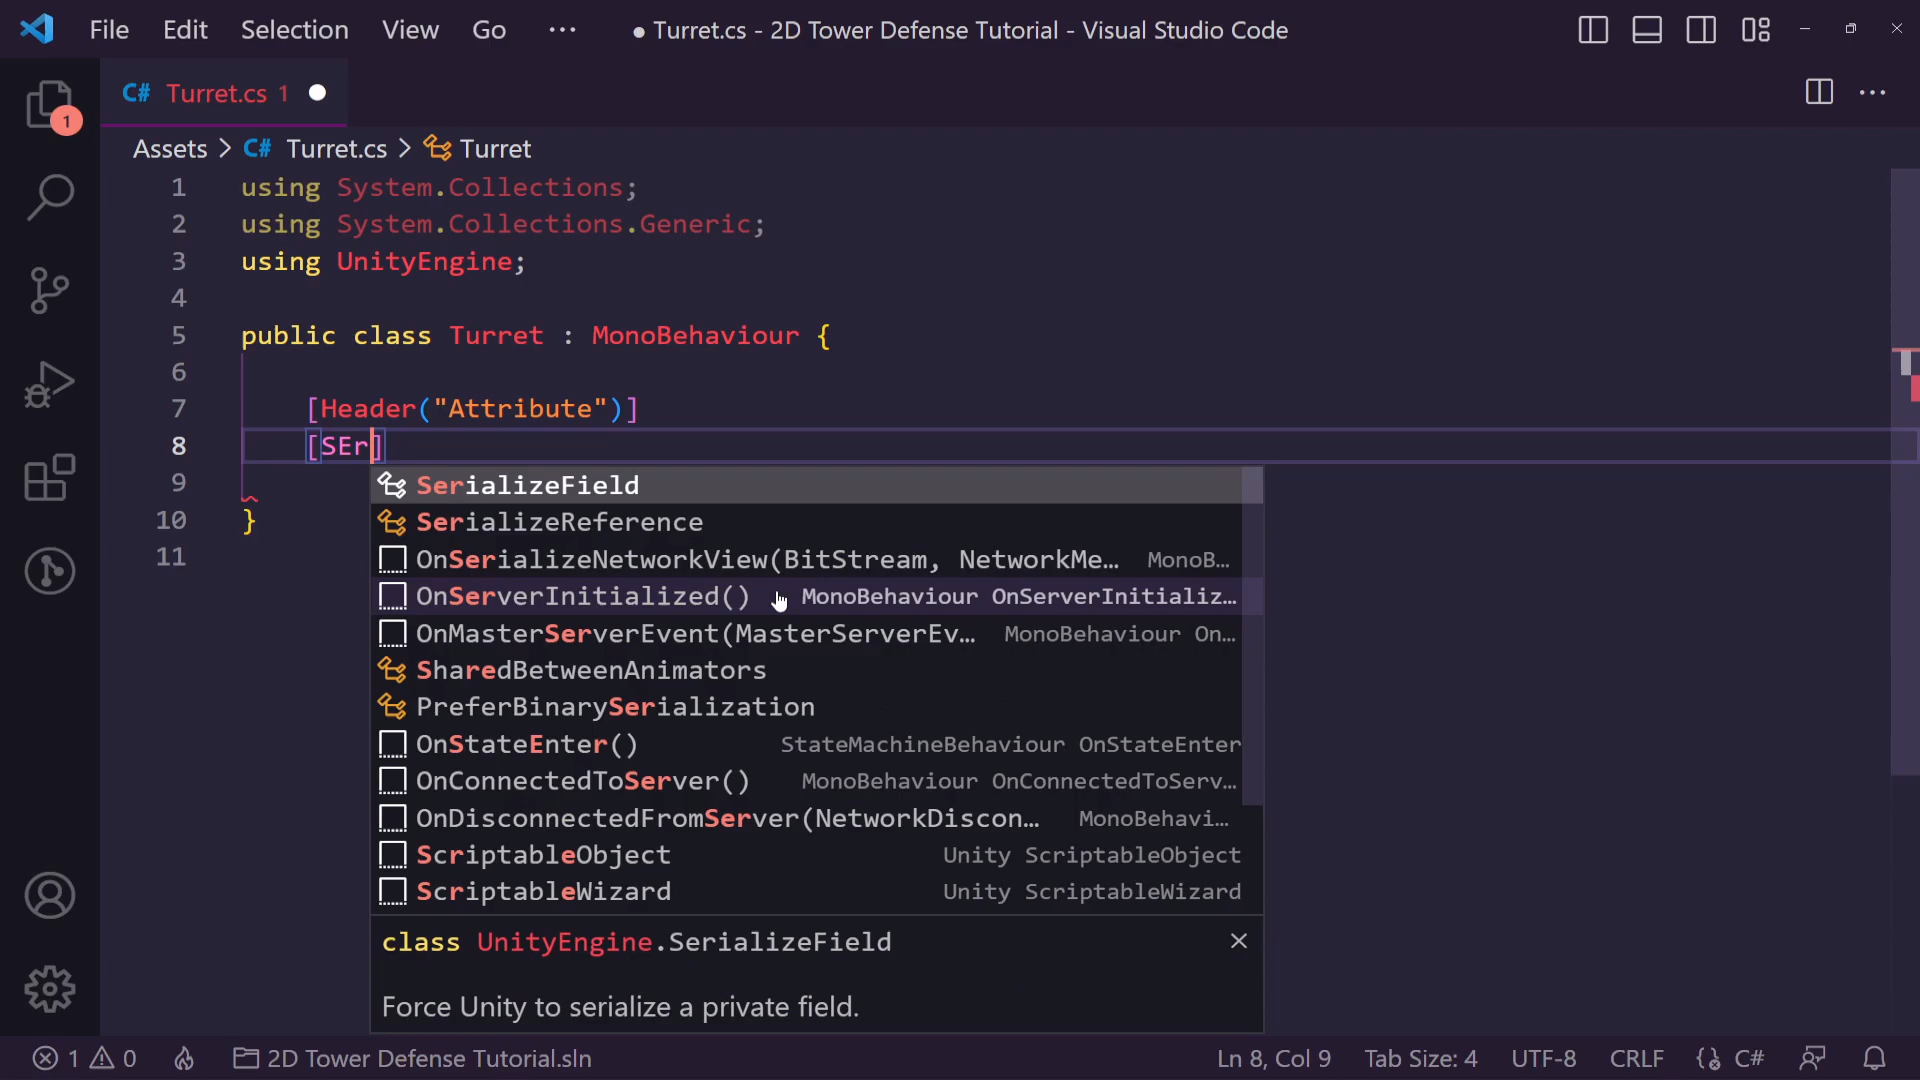 File Edit Selection View Go ··· ● Turret.cs - 2D Tower Defense Tutorial - Visual Studio Code
C# Turret.cs 1
1
Assets > C# Turret.cs > Turret
1 using System.Collections;
2 using System.Collections.Generic;
3 using UnityEngine;
4
5 public class Turret : MonoBehaviour {
6
7 [Header("Attribute")]
8 [SEr]
9
10 }
11
SerializeField
SerializeReference
OnSerializeNetworkView(BitStream, NetworkMe… MonoB…
OnServerInitialized() MonoBehaviour OnServerInitializ…
OnMasterServerEvent(MasterServerEv… MonoBehaviour On…
SharedBetweenAnimators
PreferBinarySerialization
OnStateEnter() StateMachineBehaviour OnStateEnter
OnConnectedToServer() MonoBehaviour OnConnectedToServ…
OnDisconnectedFromServer(NetworkDiscon… MonoBehavi…
ScriptableObject Unity ScriptableObject
ScriptableWizard Unity ScriptableWizard
class UnityEngine.SerializeField
Force Unity to serialize a private field.
1 0 2D Tower Defense Tutorial.sln Ln 8, Col 9 Tab Size: 4 UTF-8 CRLF C#